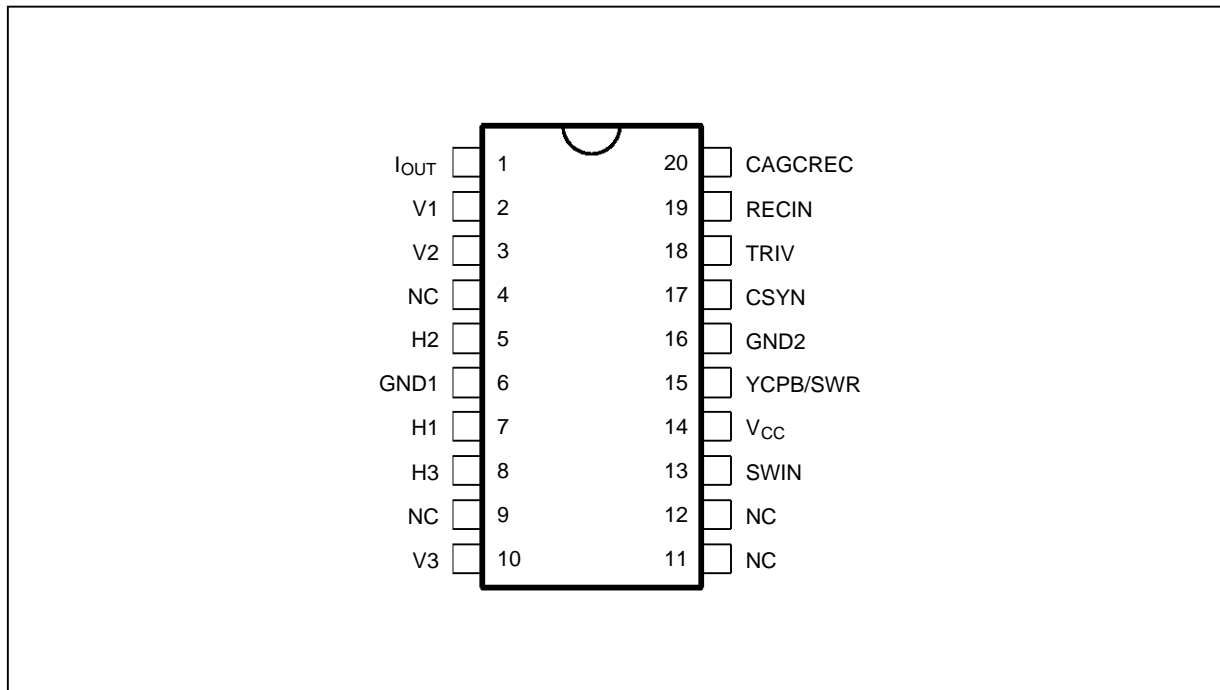 IOUT 1 20 CAGCREC
V1 2 19 RECIN
V2 3 18 TRIV
NC 4 17 CSYN
H2 5 16 GND2
GND1 6 15 YCPB/SWR
H1 7 14 VCC
H3 8 13 SWIN
NC 9 12 NC
V3 10 11 NC